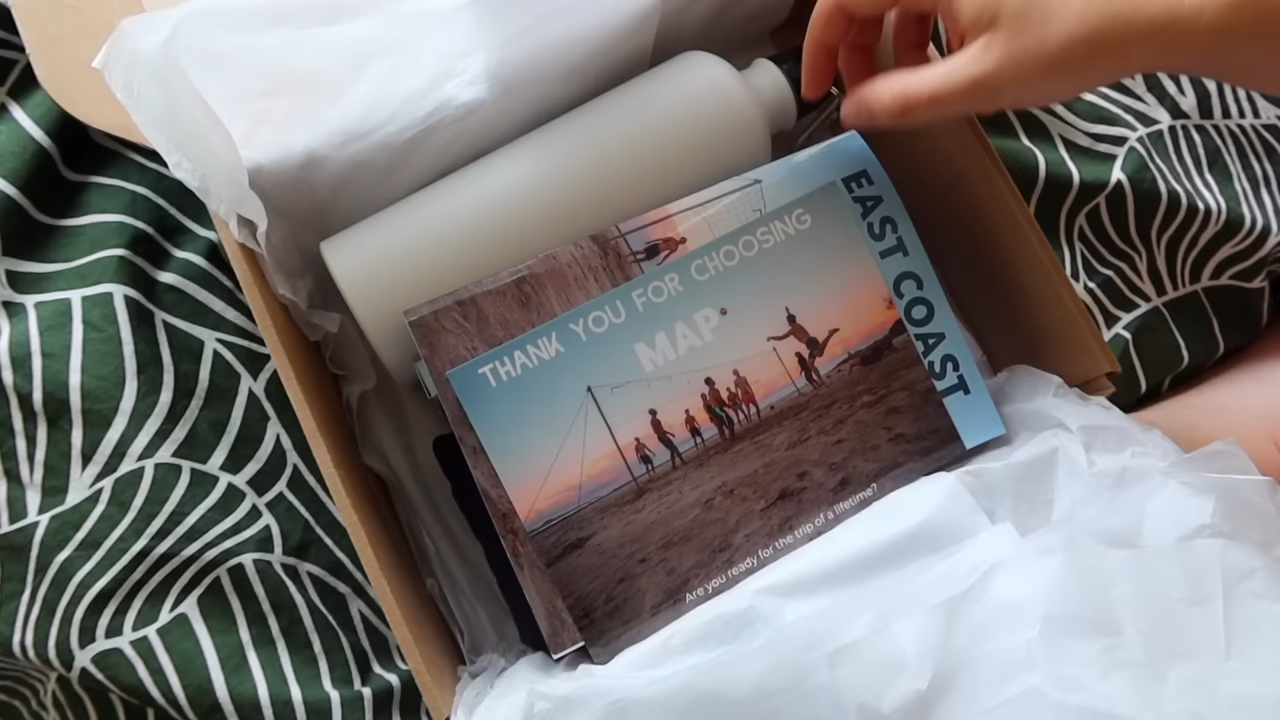 THANK YOU FOR CHOOSING
MAP
EAST COAST
Are you ready for the trip of a lifetime?